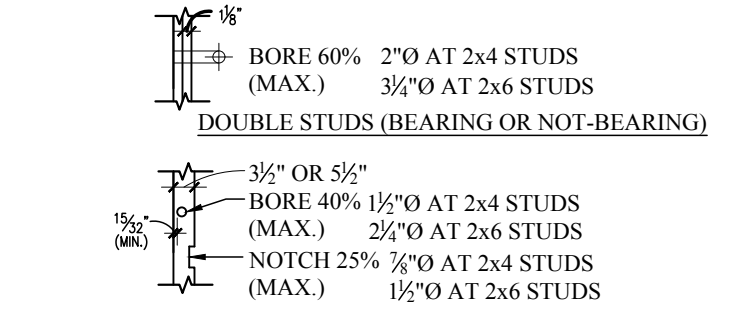 1⅛"
BORE 60% 2"Ø AT 2x4 STUDS
(MAX.) 3¼"Ø AT 2x6 STUDS
DOUBLE STUDS (BEARING OR NOT-BEARING)
3½" OR 5½"
BORE 40% 1½"Ø AT 2x4 STUDS
(MAX.) 2¼"Ø AT 2x6 STUDS
15/32"
(MIN.)
NOTCH 25% ⅞"Ø AT 2x4 STUDS
(MAX.) 1½"Ø AT 2x6 STUDS